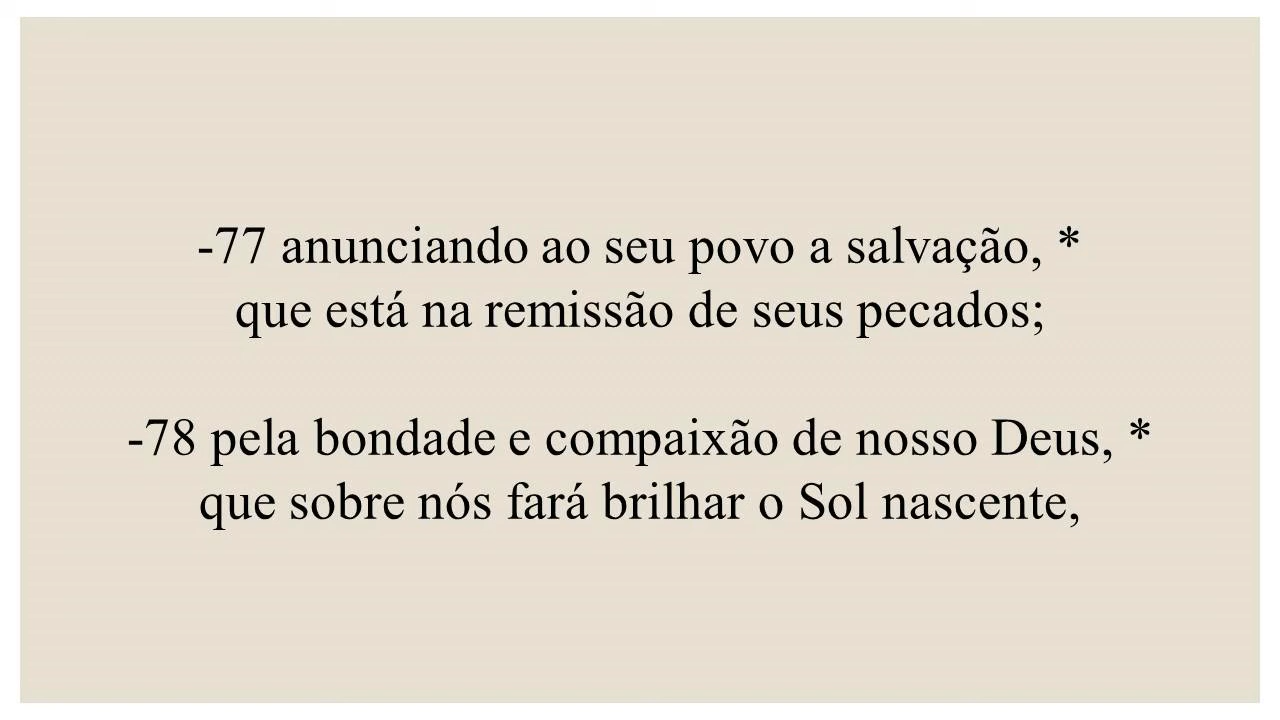 -77 anunciando ao seu povo a salvação, *
que está na remissão de seus pecados;
-78 pela bondade e compaixão de nosso Deus, *
que sobre nós fará brilhar o Sol nascente,